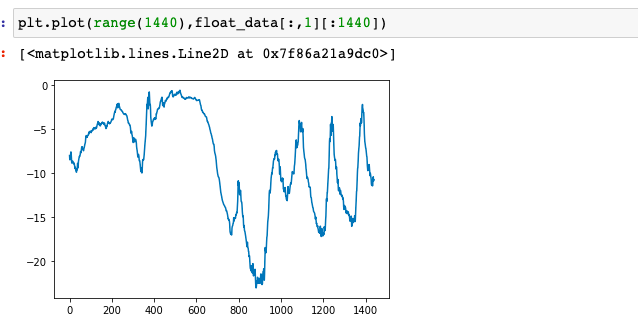 : plt.plot(range(1440),float_data[:,1][:1440])
: [<matplotlib.lines.Line2D at 0x7f86a21a9dc0>]
0
−5
−10
−15
−20
0 200 400 600 800 1000 1200 1400